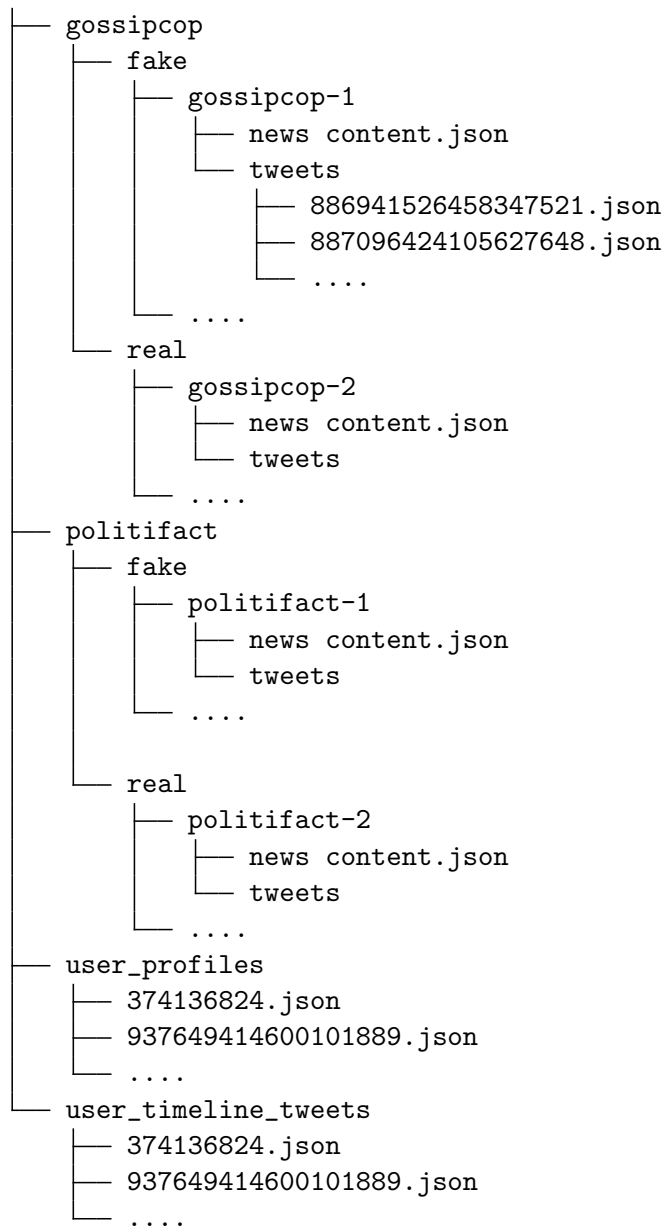 gossipcop
fake
gossipcop-1
news content.json
tweets
886941526458347521.json
887096424105627648.json
....
....
real
gossipcop-2
news content.json
tweets
....
politifact
fake
politifact-1
news content.json
tweets
....
real
politifact-2
news content.json
tweets
....
user_profiles
374136824.json
937649414600101889.json
....
user_timeline_tweets
374136824.json
937649414600101889.json
....